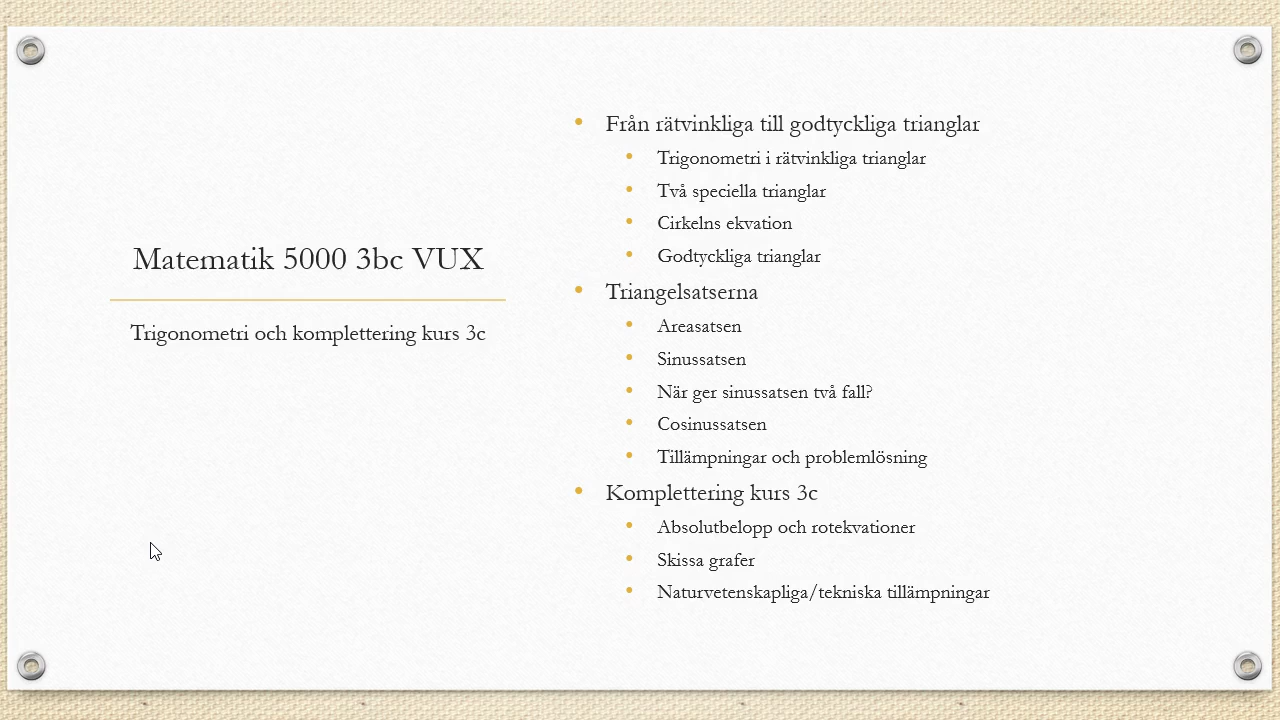 Matematik 5000 3bc VUX
Trigonometri och komplettering kurs 3c
Från rätvinkliga till godtyckliga trianglar
Trigonometri i rätvinkliga trianglar
Två speciella trianglar
Cirkelns ekvation
Godtyckliga trianglar
Triangelsatserna
Areasatsen
Sinussatsen
När ger sinussatsen två fall?
Cosinussatsen
Tillämpningar och problemlösning
Komplettering kurs 3c
Absolutbelopp och rotekvationer
Skissa grafer
Naturvetenskapliga/tekniska tillämpningar